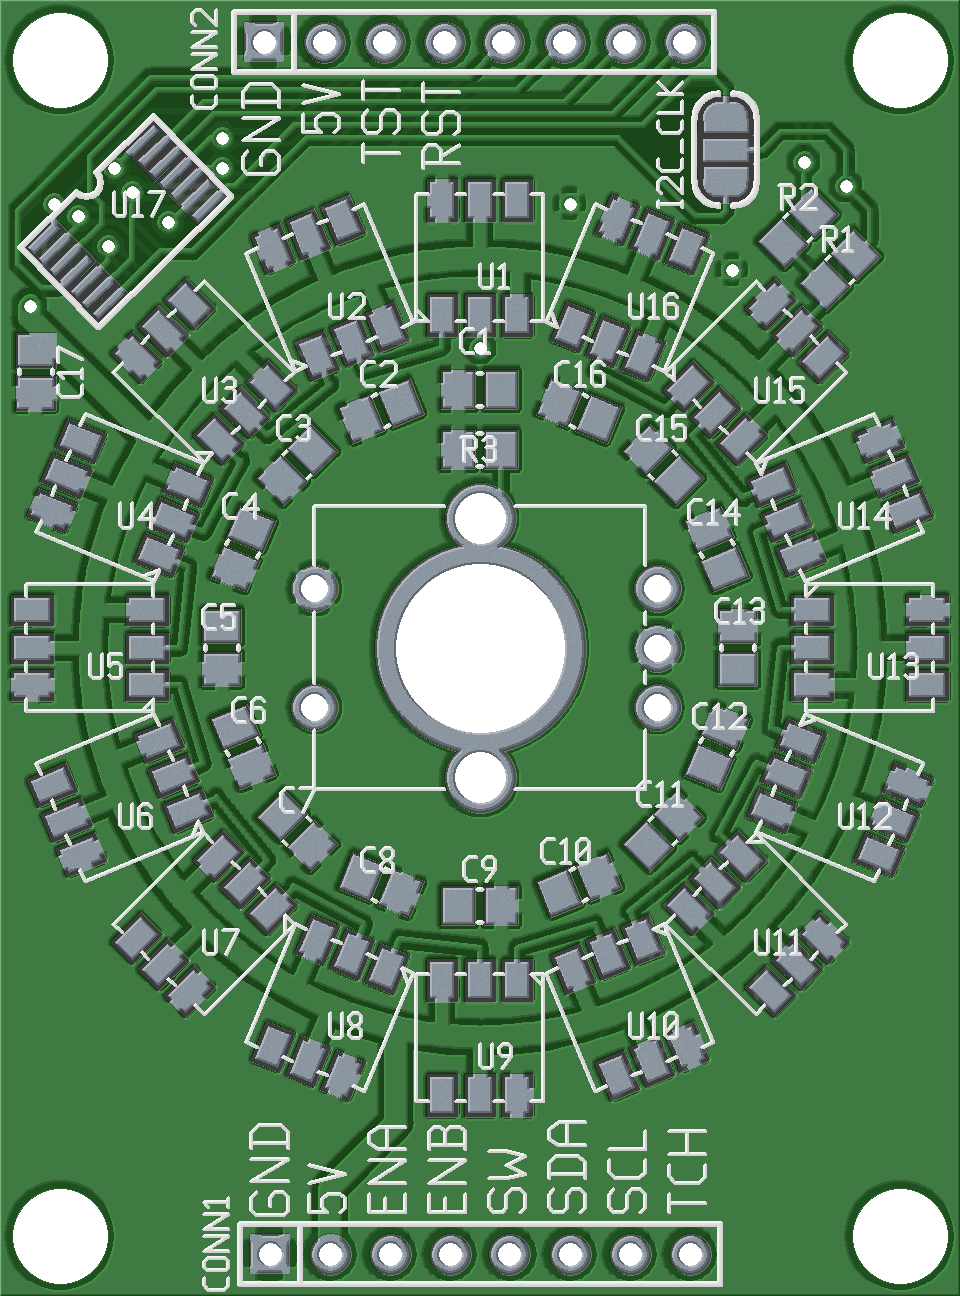 CONN2
GND
5V
TST
RST
I2C_CLK
U17
R2
R1
U1
U2
U16
C1
C17
U3
C2
C16
U15
C3
R3
C15
U4
C4
C14
U14
C5
C13
U5
U13
C6
C12
U6
C7
C11
U12
C8
C9
C10
U7
U11
U8
U10
U9
GND
5V
ENA
ENB
SW
SDA
SCL
TCH
CONN1